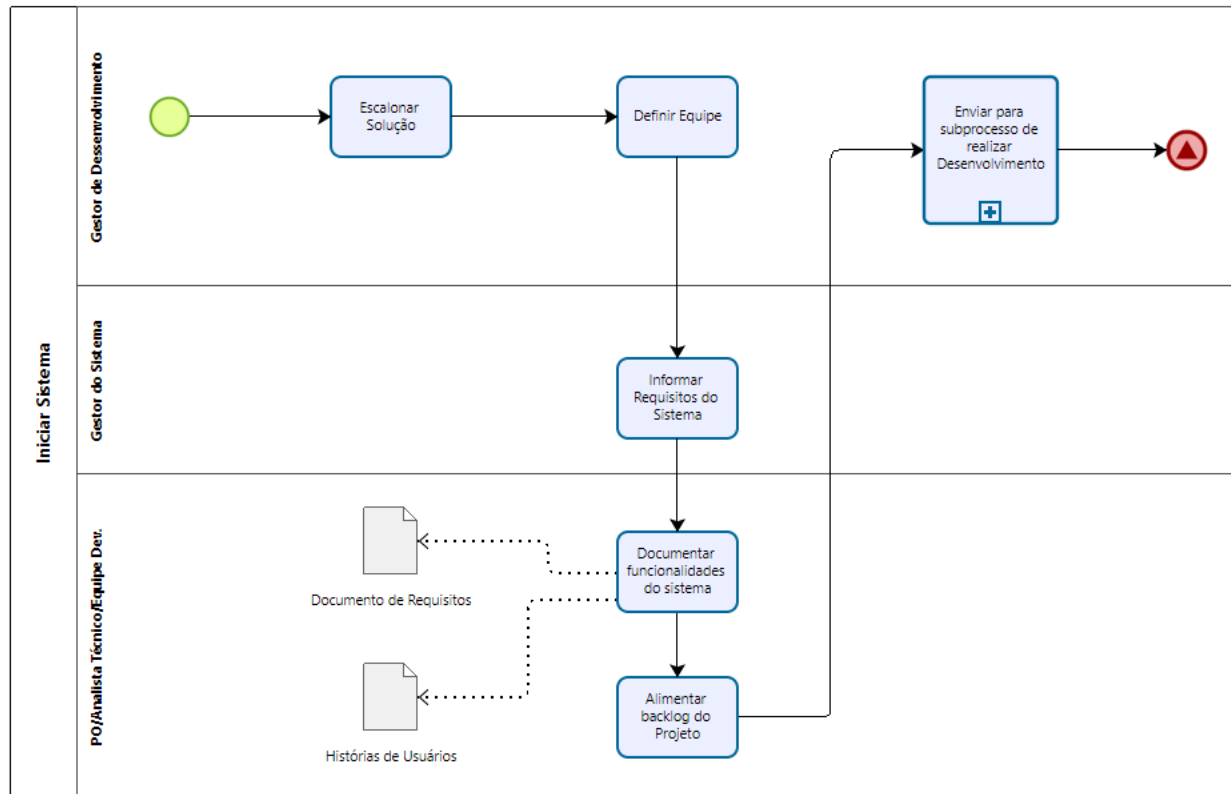 Iniciar Sistema
Gestor de Dessenvolvimento
Escalonar
Solução
Definir Equipe
Enviar para
subprocesso de
realizar
Desenvolvimento
Gestor do Sistema
Informar
Requisitos do
Sistema
PO/Analista Técnico/Equipe Dev.
Documento de Requisitos
Documentar
funcionalidades
do sistema
Histórias de Usuários
Alimentar
backlog do
Projeto